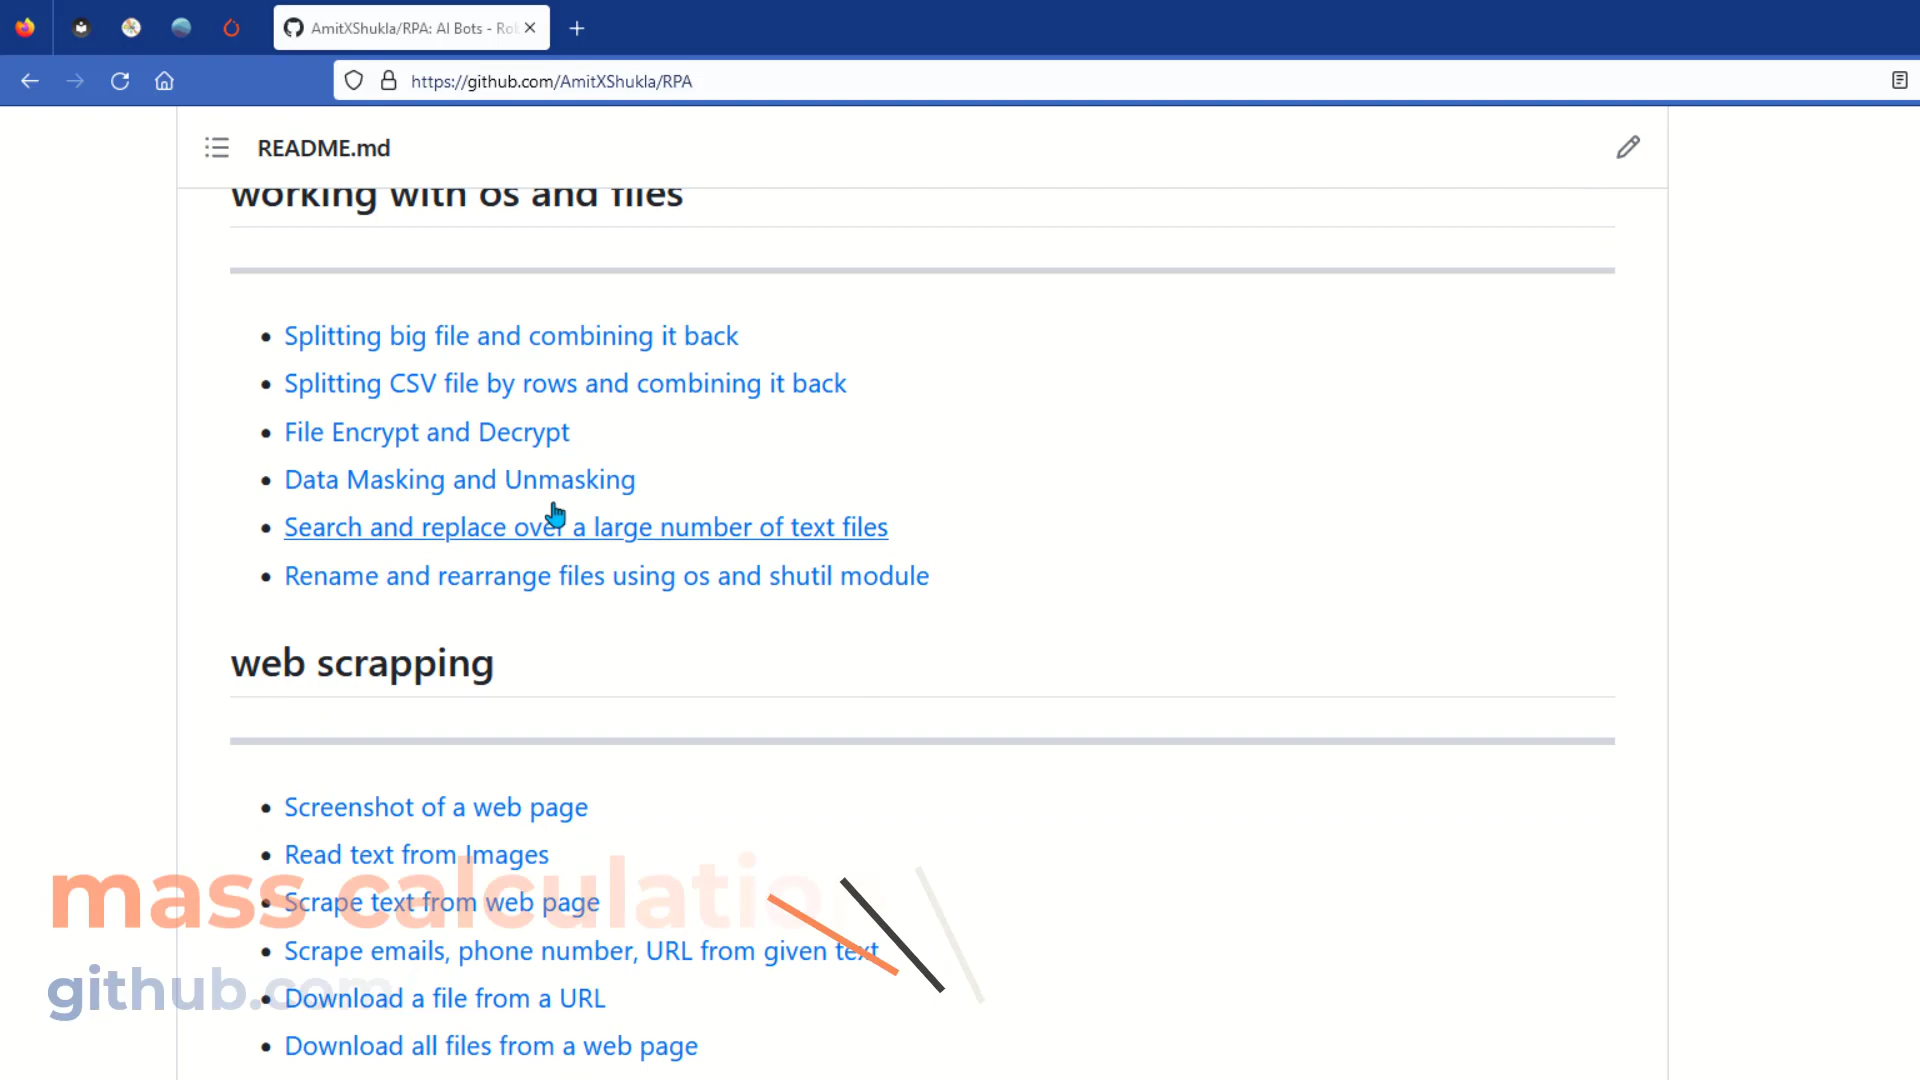 AmitXShukla/RPA: AI Bots - Rob
https://github.com/AmitXShukla/RPA
README.md
working with os and files
Splitting big file and combining it back
Splitting CSV file by rows and combining it back
File Encrypt and Decrypt
Data Masking and Unmasking
Search and replace over a large number of text files
Rename and rearrange files using os and shutil module
web scrapping
Screenshot of a web page
Read text from Images
mass calculation
Scrape text from web page
Scrape emails, phone number, URL from given text
github.com
Download a file from a URL
Download all files from a web page